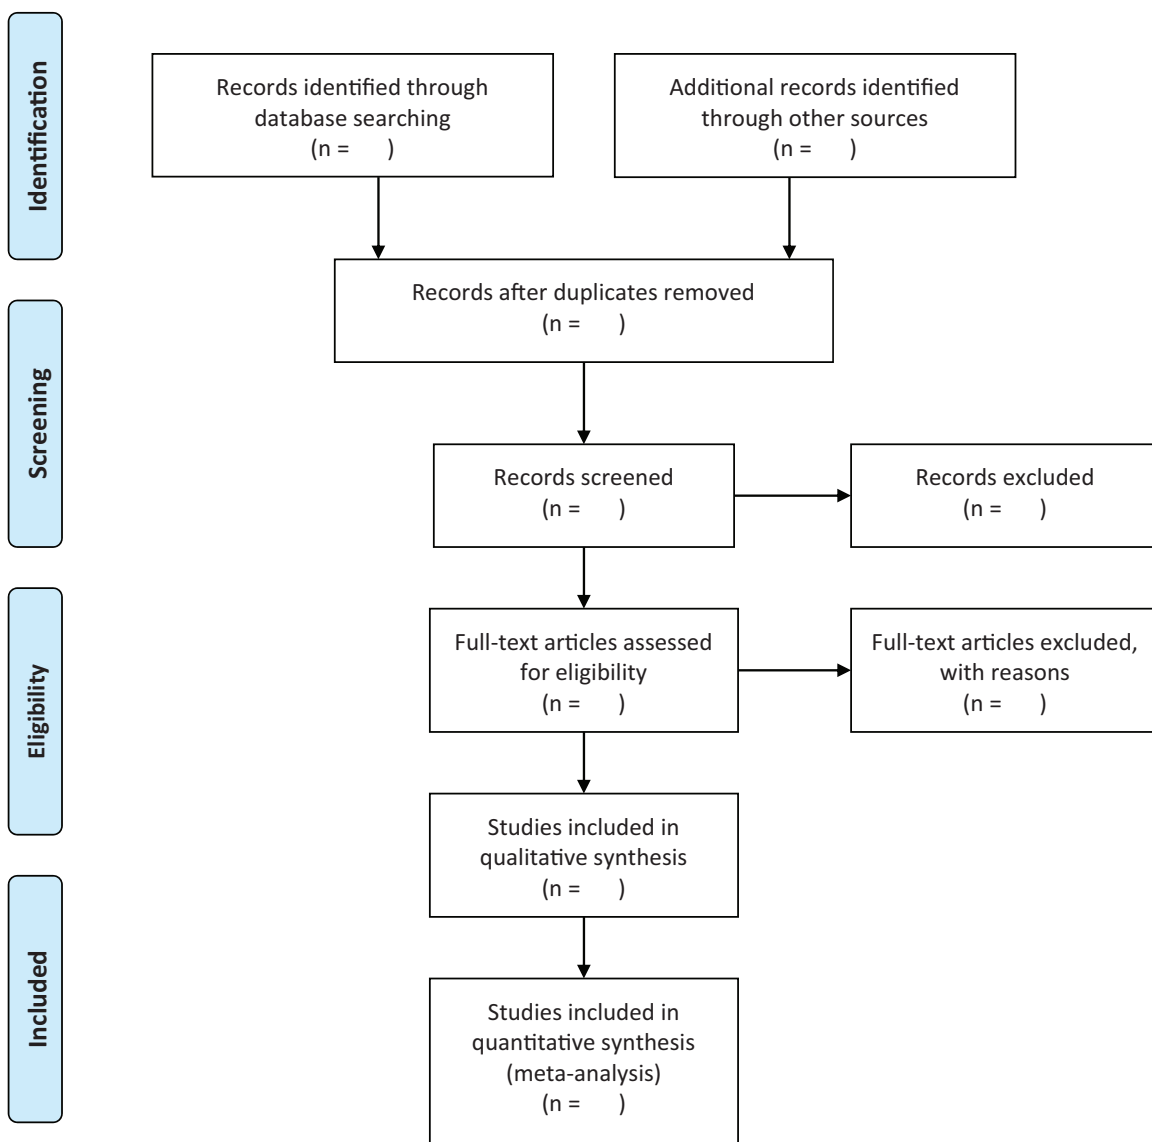 Identification
Records identified through
database searching
(n = )
Additional records identified
through other sources
(n = )
Records after duplicates removed
(n = )
Screening
Records screened
(n = )
Records excluded
(n = )
Eligibility
Full-text articles assessed
for eligibility
(n = )
Full-text articles excluded,
with reasons
(n = )
Studies included in
qualitative synthesis
(n = )
Included
Studies included in
quantitative synthesis
(meta-analysis)
(n = )